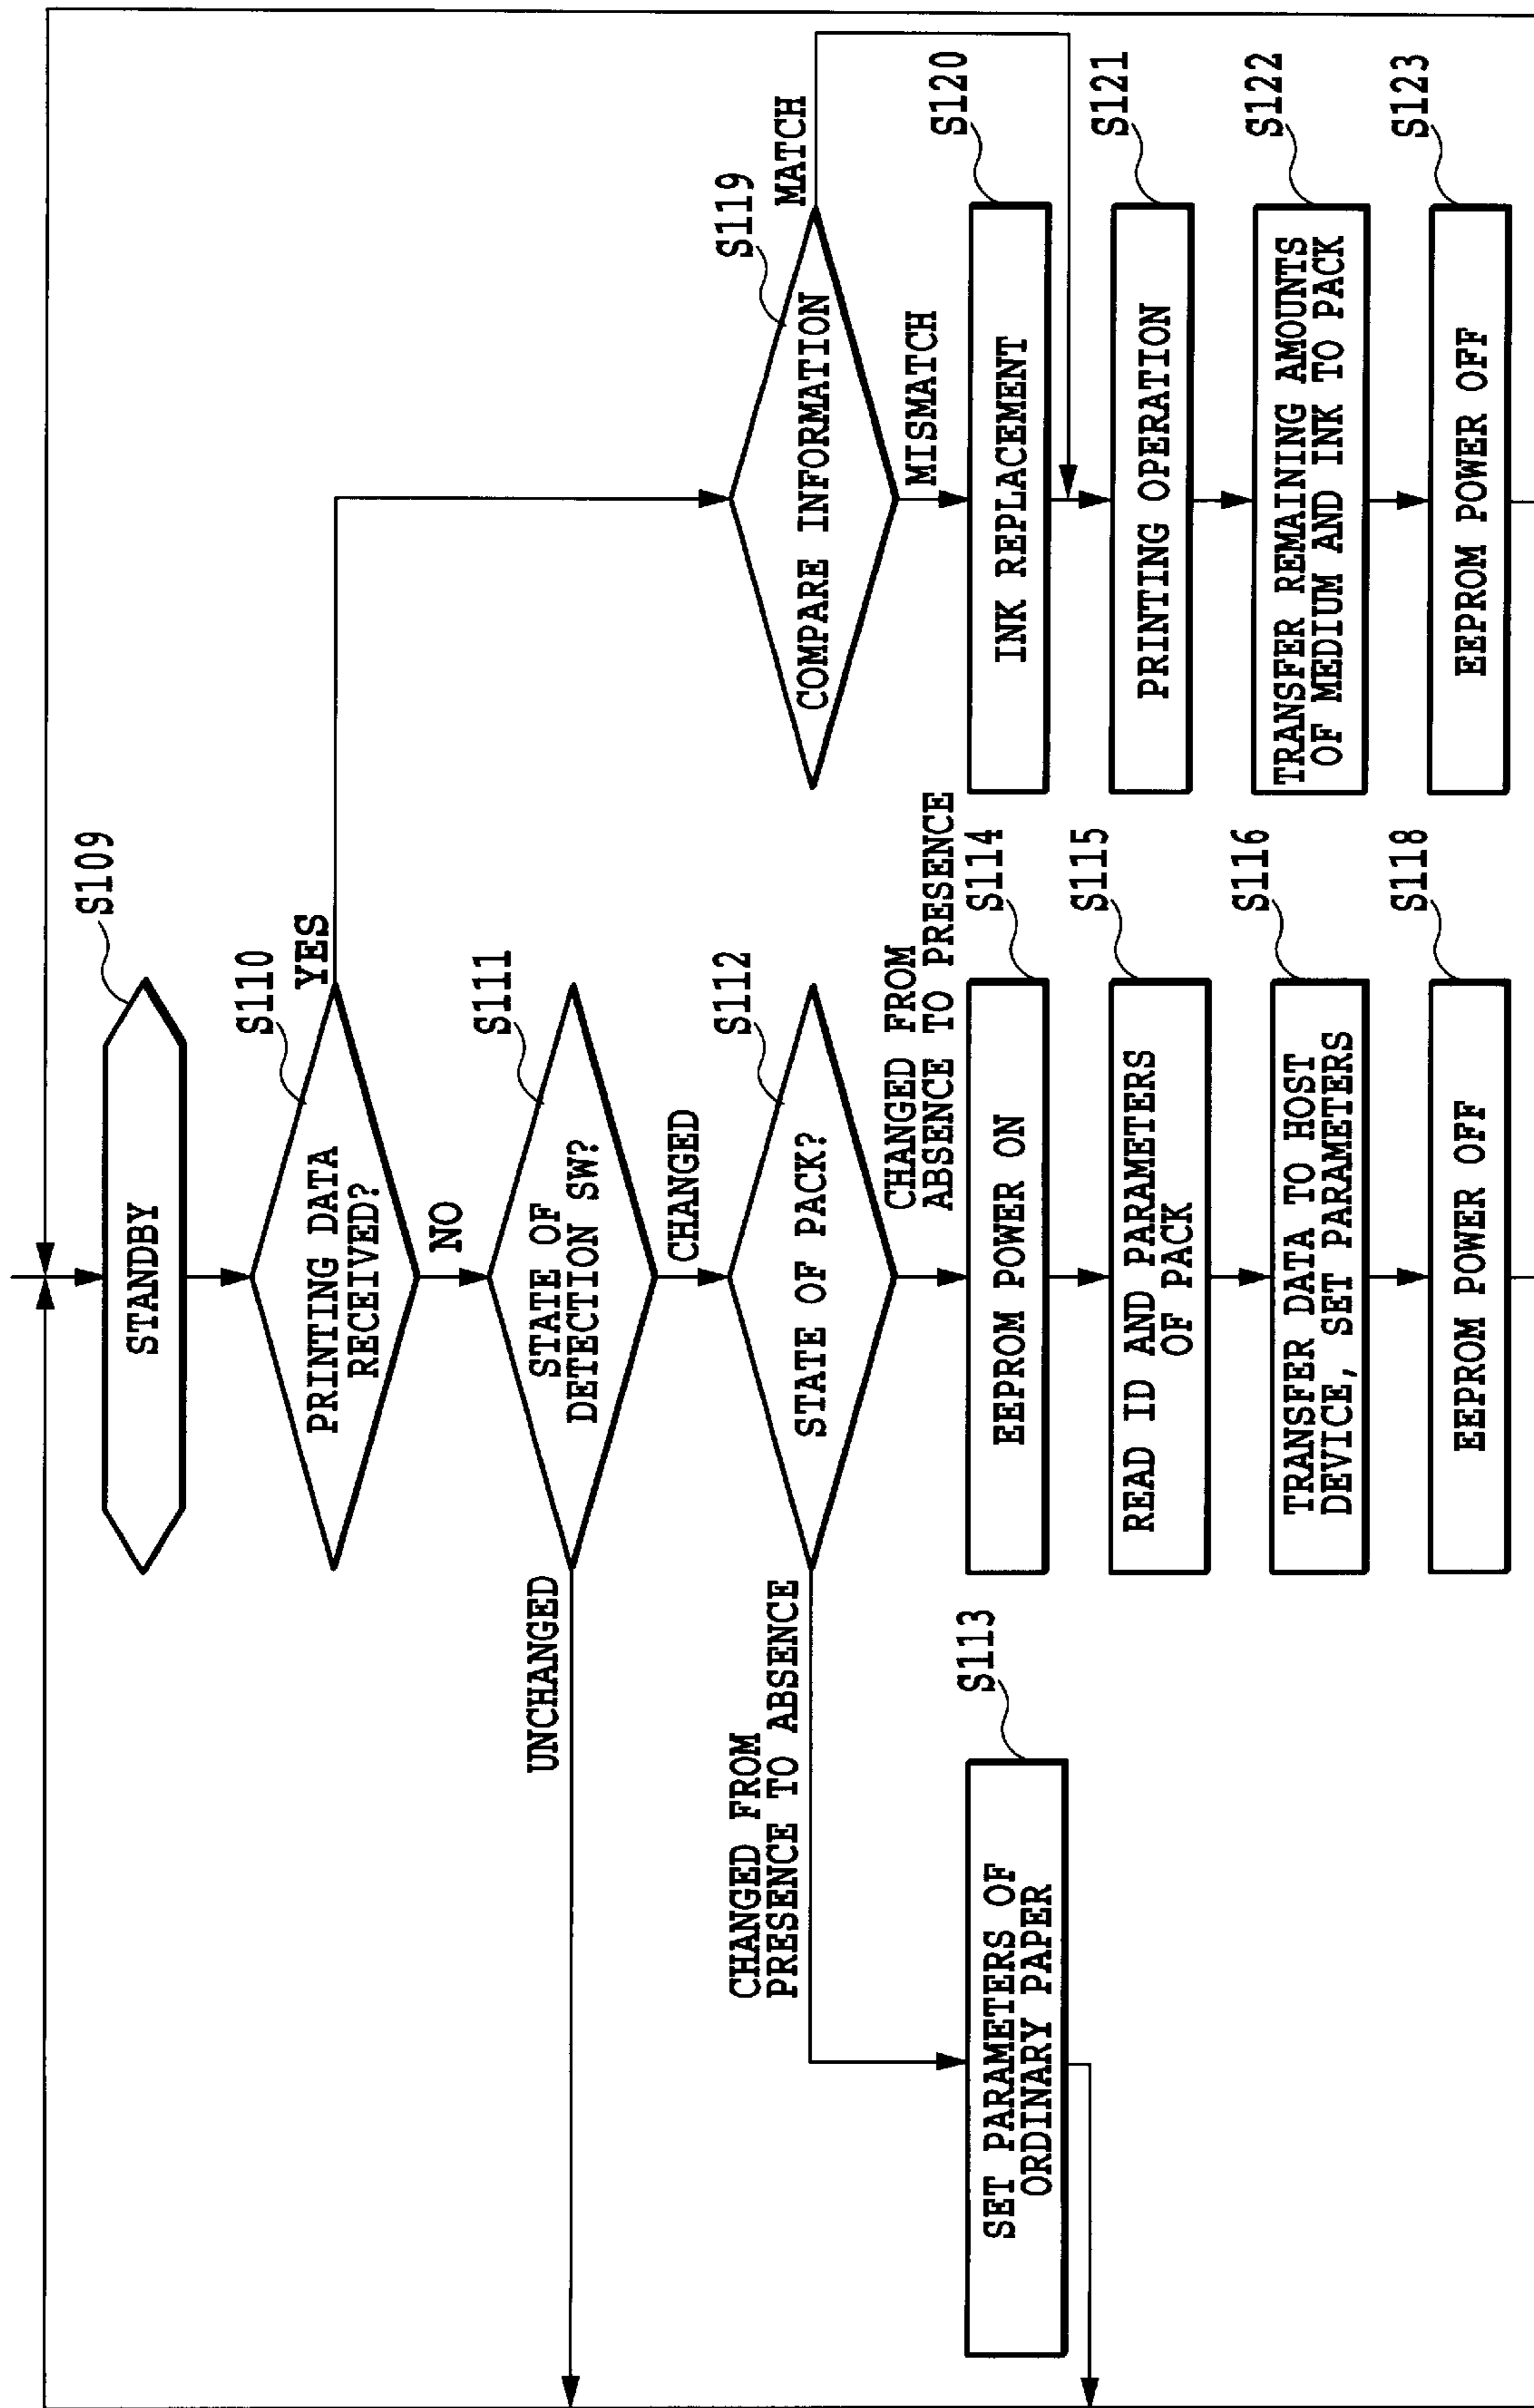 STANDBY
S109
PRINTING DATA
RECEIVED?
S110
YES
NO
STATE OF
DETECTION SW?
S111
UNCHANGED
CHANGED
STATE OF PACK?
S112
CHANGED FROM
PRESENCE TO ABSENCE
CHANGED FROM
ABSENCE TO PRESENCE
SET PARAMETERS OF
ORDINARY PAPER
S113
EEPROM POWER ON
S114
READ ID AND PARAMETERS
OF PACK
S115
TRANSFER DATA TO HOST
DEVICE, SET PARAMETERS
S116
EEPROM POWER OFF
S118
COMPARE INFORMATION
S119
MATCH
MISMATCH
INK REPLACEMENT
S120
PRINTING OPERATION
S121
TRANSFER REMAINING AMOUNTS
OF MEDIUM AND INK TO PACK
S122
EEPROM POWER OFF
S123